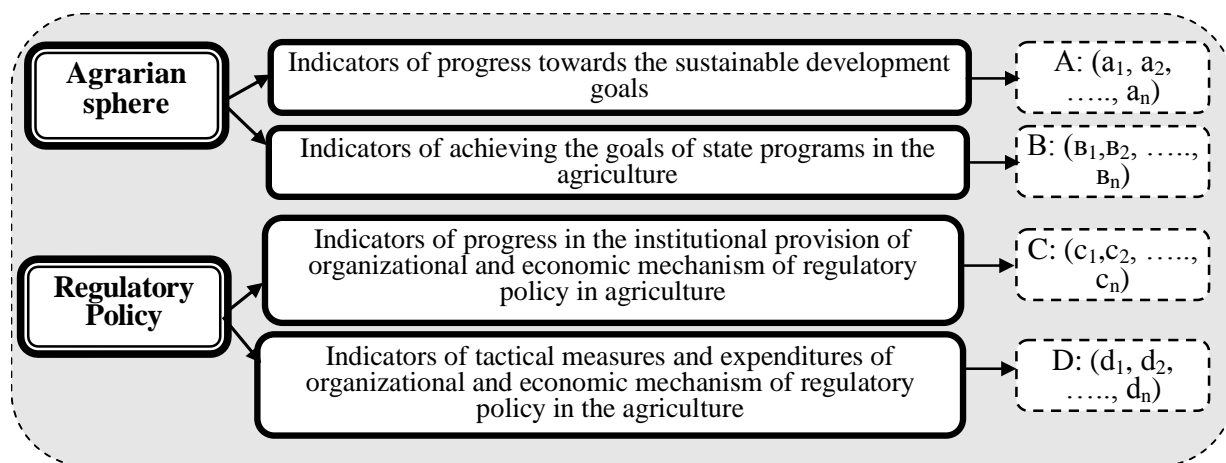 Agrarian
sphere
Indicators of progress towards the sustainable development
goals
A: (a₁, a₂,
….., aₙ)
Indicators of achieving the goals of state programs in the
agriculture
B: (в₁,в₂, …..,
вₙ)
Regulatory
Policy
Indicators of progress in the institutional provision of
organizational and economic mechanism of regulatory
policy in agriculture
C: (c₁,c₂, …..,
cₙ)
Indicators of tactical measures and expenditures of
organizational and economic mechanism of regulatory
policy in the agriculture
D: (d₁, d₂,
….., dₙ)